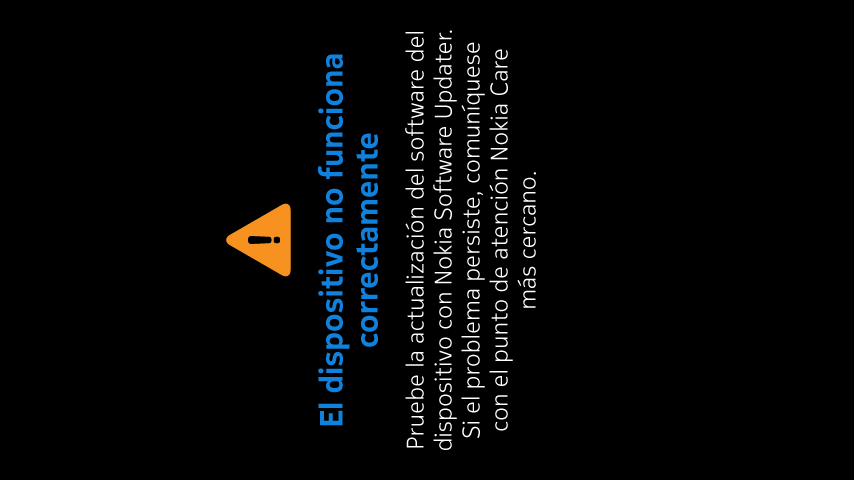 El dispositivo no funciona
correctamente
Pruebe la actualización del software del
dispositivo con Nokia Software Updater.
Si el problema persiste, comuníquese
con el punto de atención Nokia Care
más cercano.